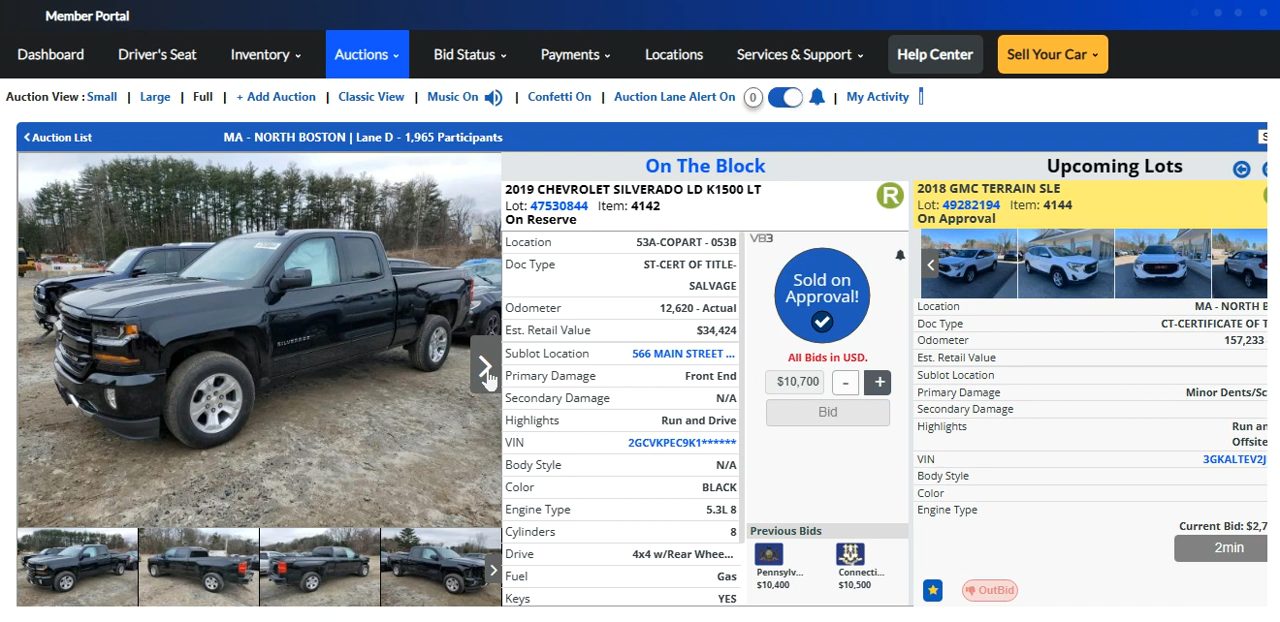 Member Portal
Dashboard Driver's Seat Inventory Auctions Bid Status Payments Locations Services & Support Help Center Sell Your Car
Auction View : Small | Large | Full | + Add Auction | Classic View | Music On | Confetti On | Auction Lane Alert On 0 | My Activity
Auction List MA - NORTH BOSTON | Lane D - 1,965 Participants
On The Block
2019 CHEVROLET SILVERADO LD K1500 LT
Lot: 47530844 Item: 4142
On Reserve
R
Location 53A-COPART - 053B
Doc Type ST-CERT OF TITLE-
SALVAGE
Odometer 12,620 - Actual
Est. Retail Value $34,424
Sublot Location 566 MAIN STREET ...
Primary Damage Front End
Secondary Damage N/A
Highlights Run and Drive
VIN 2GCVKPEC9K1******
Body Style N/A
Color BLACK
Engine Type 5.3L 8
Cylinders 8
Drive 4x4 w/Rear Whee...
Fuel Gas
Keys YES
VB3
Sold on
Approval!
All Bids in USD.
$10,700 - +
Bid
Previous Bids
Pennsylv... Connecti...
$10,400 $10,500
Upcoming Lots
2018 GMC TERRAIN SLE
Lot: 49282194 Item: 4144
On Approval
Location MA - NORTH B
Doc Type CT-CERTIFICATE OF T
Odometer 157,233
Est. Retail Value
Sublot Location
Primary Damage Minor Dents/Sc
Secondary Damage
Highlights Run an
Offsite
VIN 3GKALTEV2J
Body Style
Color
Engine Type
Current Bid: $2,7
2min
OutBid